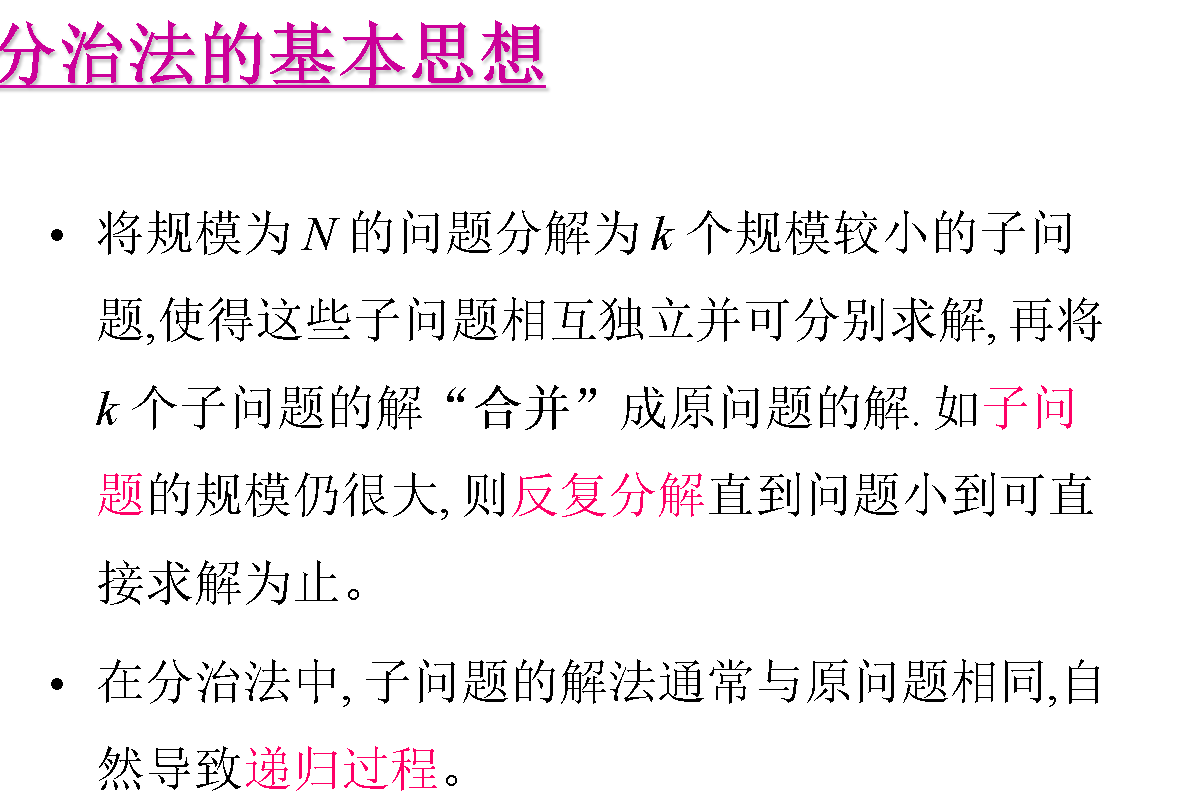 分治法的基本思想
• 将规模为 N 的问题分解为 k 个规模较小的子问
题,使得这些子问题相互独立并可分别求解, 再将
k 个子问题的解“合并”成原问题的解. 如子问
题的规模仍很大, 则反复分解直到问题小到可直
接求解为止。
• 在分治法中, 子问题的解法通常与原问题相同,自
然导致递归过程。